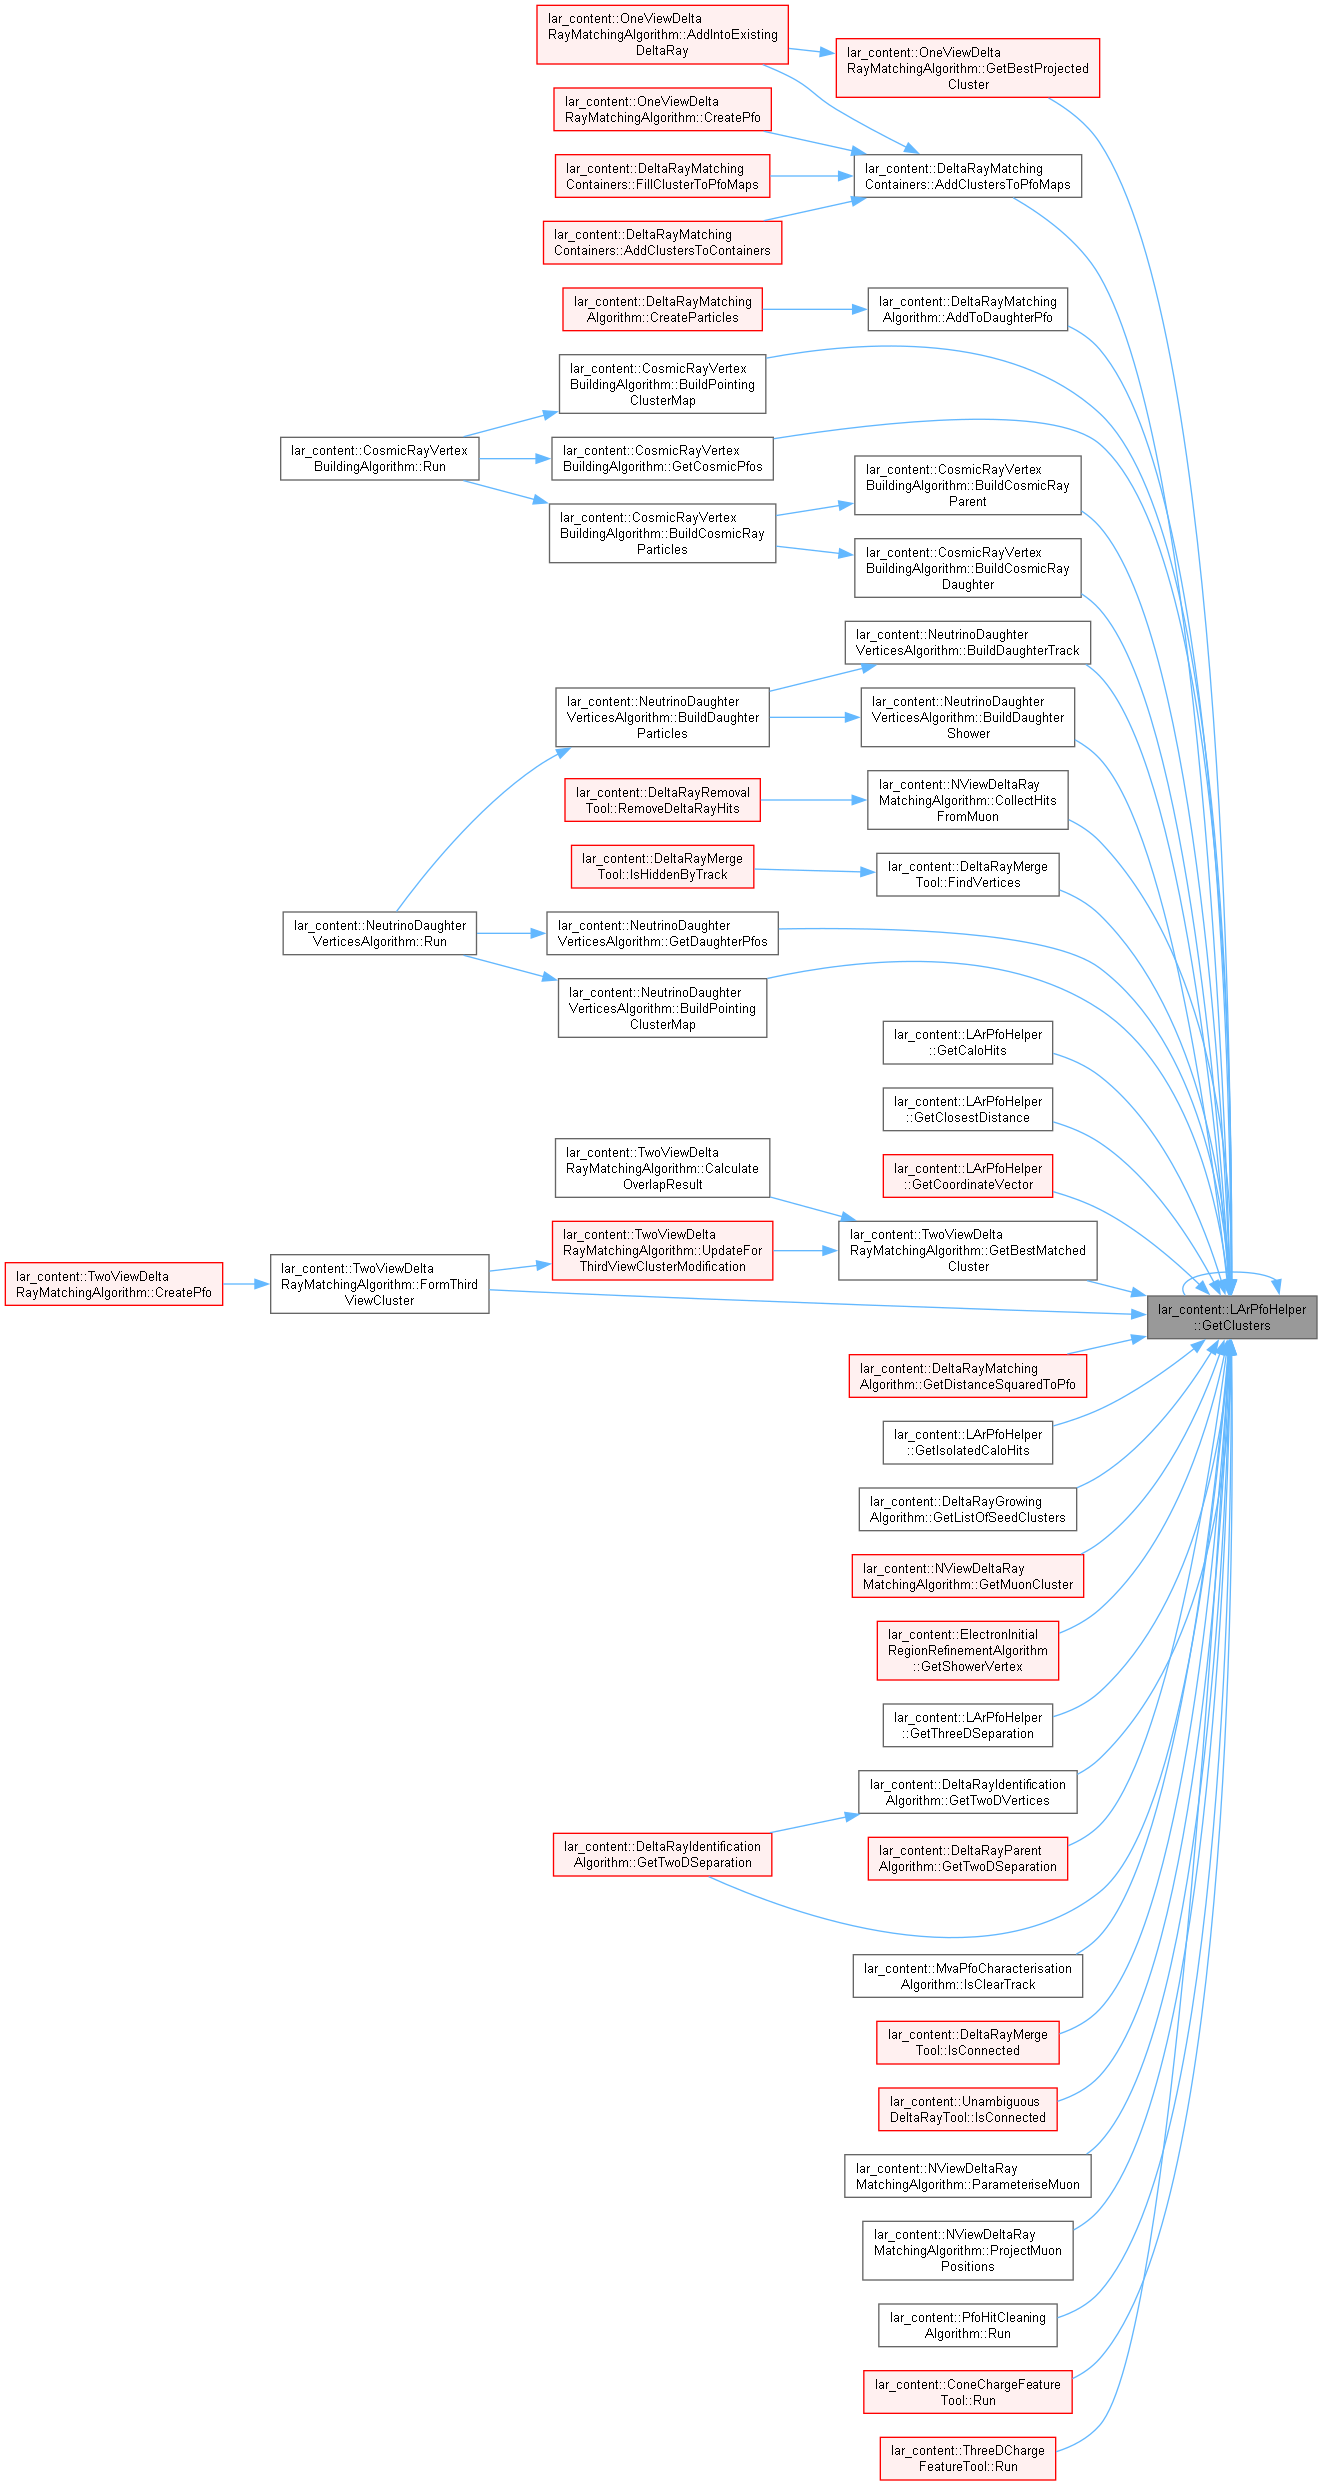 lar_content::OneViewDelta
RayMatchingAlgorithm::AddIntoExisting
DeltaRay
lar_content::OneViewDelta
RayMatchingAlgorithm::GetBestProjected
Cluster
lar_content::OneViewDelta
RayMatchingAlgorithm::CreatePfo
lar_content::DeltaRayMatching
Containers::FillClusterToPfoMaps
lar_content::DeltaRayMatching
Containers::AddClustersToPfoMaps
lar_content::DeltaRayMatching
Containers::AddClustersToContainers
lar_content::DeltaRayMatching
Algorithm::CreateParticles
lar_content::DeltaRayMatching
Algorithm::AddToDaughterPfo
lar_content::CosmicRayVertex
BuildingAlgorithm::BuildPointing
ClusterMap
lar_content::CosmicRayVertex
BuildingAlgorithm::Run
lar_content::CosmicRayVertex
BuildingAlgorithm::GetCosmicPfos
lar_content::CosmicRayVertex
BuildingAlgorithm::BuildCosmicRay
Parent
lar_content::CosmicRayVertex
BuildingAlgorithm::BuildCosmicRay
Particles
lar_content::CosmicRayVertex
BuildingAlgorithm::BuildCosmicRay
Daughter
lar_content::NeutrinoDaughter
VerticesAlgorithm::BuildDaughterTrack
lar_content::NeutrinoDaughter
VerticesAlgorithm::BuildDaughter
Particles
lar_content::NeutrinoDaughter
VerticesAlgorithm::BuildDaughter
Shower
lar_content::DeltaRayRemoval
Tool::RemoveDeltaRayHits
lar_content::NViewDeltaRay
MatchingAlgorithm::CollectHits
FromMuon
lar_content::DeltaRayMerge
Tool::IsHiddenByTrack
lar_content::DeltaRayMerge
Tool::FindVertices
lar_content::NeutrinoDaughter
VerticesAlgorithm::Run
lar_content::NeutrinoDaughter
VerticesAlgorithm::GetDaughterPfos
lar_content::NeutrinoDaughter
VerticesAlgorithm::BuildPointing
ClusterMap
lar_content::LArPfoHelper
::GetCaloHits
lar_content::LArPfoHelper
::GetClosestDistance
lar_content::TwoViewDelta
RayMatchingAlgorithm::Calculate
OverlapResult
lar_content::LArPfoHelper
::GetCoordinateVector
lar_content::TwoViewDelta
RayMatchingAlgorithm::UpdateFor
ThirdViewClusterModification
lar_content::TwoViewDelta
RayMatchingAlgorithm::GetBestMatched
Cluster
lar_content::TwoViewDelta
RayMatchingAlgorithm::CreatePfo
lar_content::TwoViewDelta
RayMatchingAlgorithm::FormThird
ViewCluster
lar_content::LArPfoHelper
::GetClusters
lar_content::DeltaRayMatching
Algorithm::GetDistanceSquaredToPfo
lar_content::LArPfoHelper
::GetIsolatedCaloHits
lar_content::DeltaRayGrowing
Algorithm::GetListOfSeedClusters
lar_content::NViewDeltaRay
MatchingAlgorithm::GetMuonCluster
lar_content::ElectronInitial
RegionRefinementAlgorithm
::GetShowerVertex
lar_content::LArPfoHelper
::GetThreeDSeparation
lar_content::DeltaRayIdentification
Algorithm::GetTwoDVertices
lar_content::DeltaRayIdentification
Algorithm::GetTwoDSeparation
lar_content::DeltaRayParent
Algorithm::GetTwoDSeparation
lar_content::MvaPfoCharacterisation
Algorithm::IsClearTrack
lar_content::DeltaRayMerge
Tool::IsConnected
lar_content::Unambiguous
DeltaRayTool::IsConnected
lar_content::NViewDeltaRay
MatchingAlgorithm::ParameteriseMuon
lar_content::NViewDeltaRay
MatchingAlgorithm::ProjectMuon
Positions
lar_content::PfoHitCleaning
Algorithm::Run
lar_content::ConeChargeFeature
Tool::Run
lar_content::ThreeDCharge
FeatureTool::Run